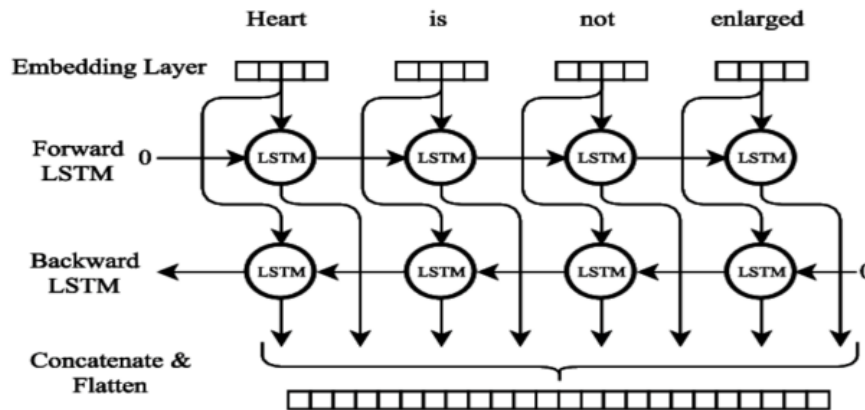 Heart is not enlarged
Embedding Layer
Forward
LSTM
0
LSTM LSTM LSTM LSTM
Backward
LSTM
LSTM LSTM LSTM LSTM
0
Concatenate &
Flatten